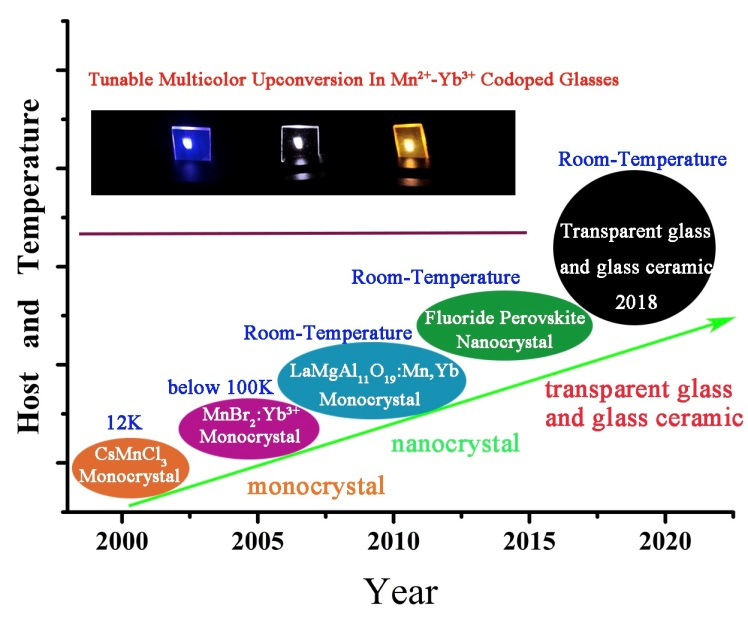 Tunable Multicolor Upconversion In Mn²⁺-Yb³⁺ Codoped Glasses
Room-Temperature
Transparent glass
and glass ceramic
2018
Room-Temperature
Fluoride Perovskite
Nanocrystal
Room-Temperature
LaMgAl₁₁O₁₉:Mn,Yb
Monocrystal
below 100K
MnBr₂:Yb³⁺
Monocrystal
12K
CsMnCl₃
Monocrystal
transparent glass
and glass ceramic
nanocrystal
monocrystal
Host and Temperature
2000 2005 2010 2015 2020
Year